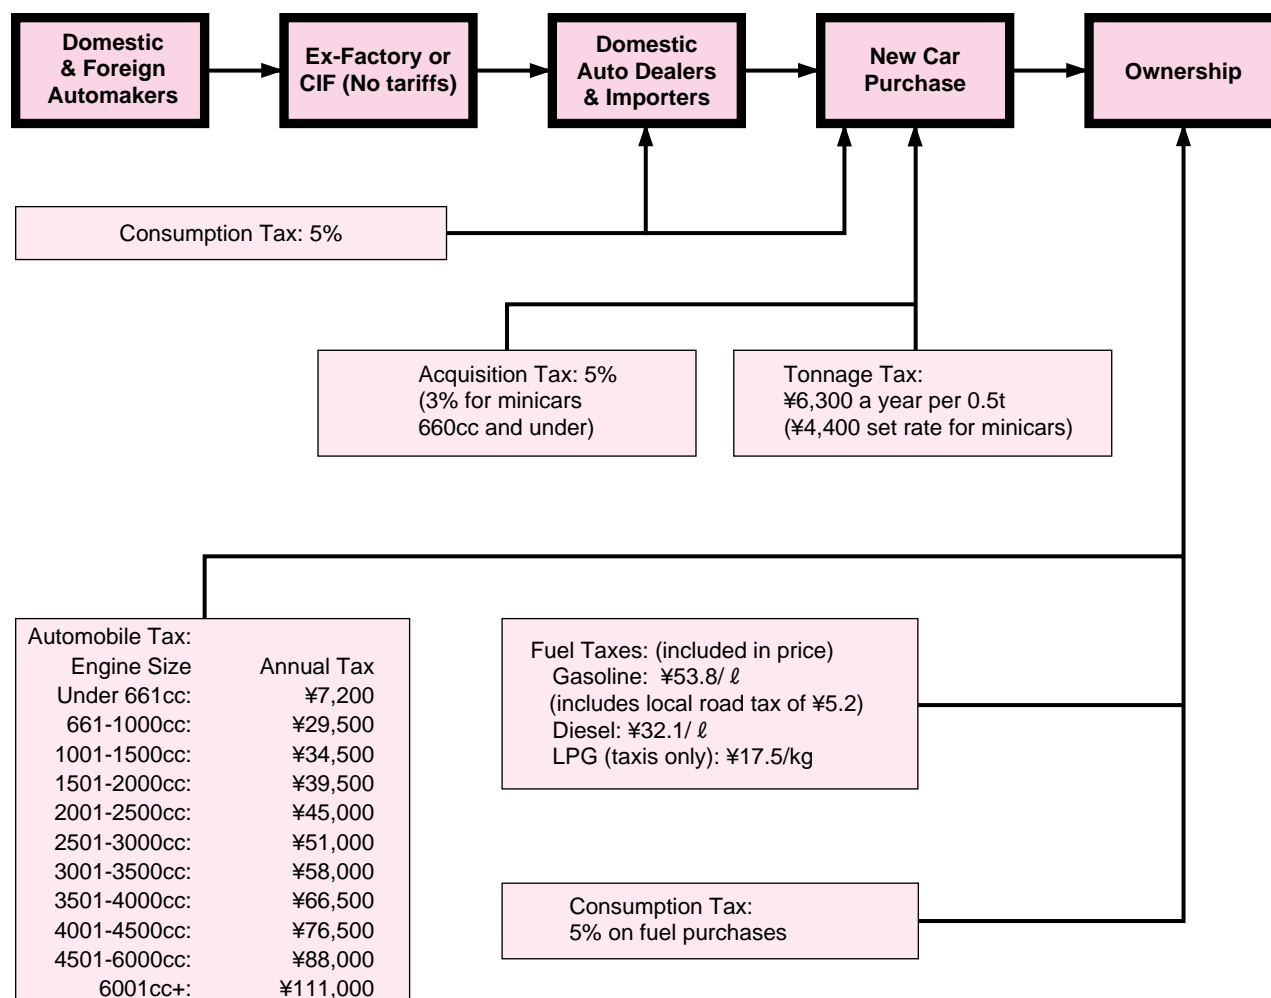 Domestic
& Foreign
Automakers
Ex-Factory or
CIF (No tariffs)
Domestic
Auto Dealers
& Importers
New Car
Purchase
Ownership
Consumption Tax: 5%
Acquisition Tax: 5%
(3% for minicars
660cc and under)
Tonnage Tax:
¥6,300 a year per 0.5t
(¥4,400 set rate for minicars)
Automobile Tax:
Engine Size Annual Tax
Under 661cc: ¥7,200
661-1000cc: ¥29,500
1001-1500cc: ¥34,500
1501-2000cc: ¥39,500
2001-2500cc: ¥45,000
2501-3000cc: ¥51,000
3001-3500cc: ¥58,000
3501-4000cc: ¥66,500
4001-4500cc: ¥76,500
4501-6000cc: ¥88,000
6001cc+: ¥111,000
Fuel Taxes: (included in price)
Gasoline: ¥53.8/ ℓ
(includes local road tax of ¥5.2)
Diesel: ¥32.1/ ℓ
LPG (taxis only): ¥17.5/kg
Consumption Tax:
5% on fuel purchases